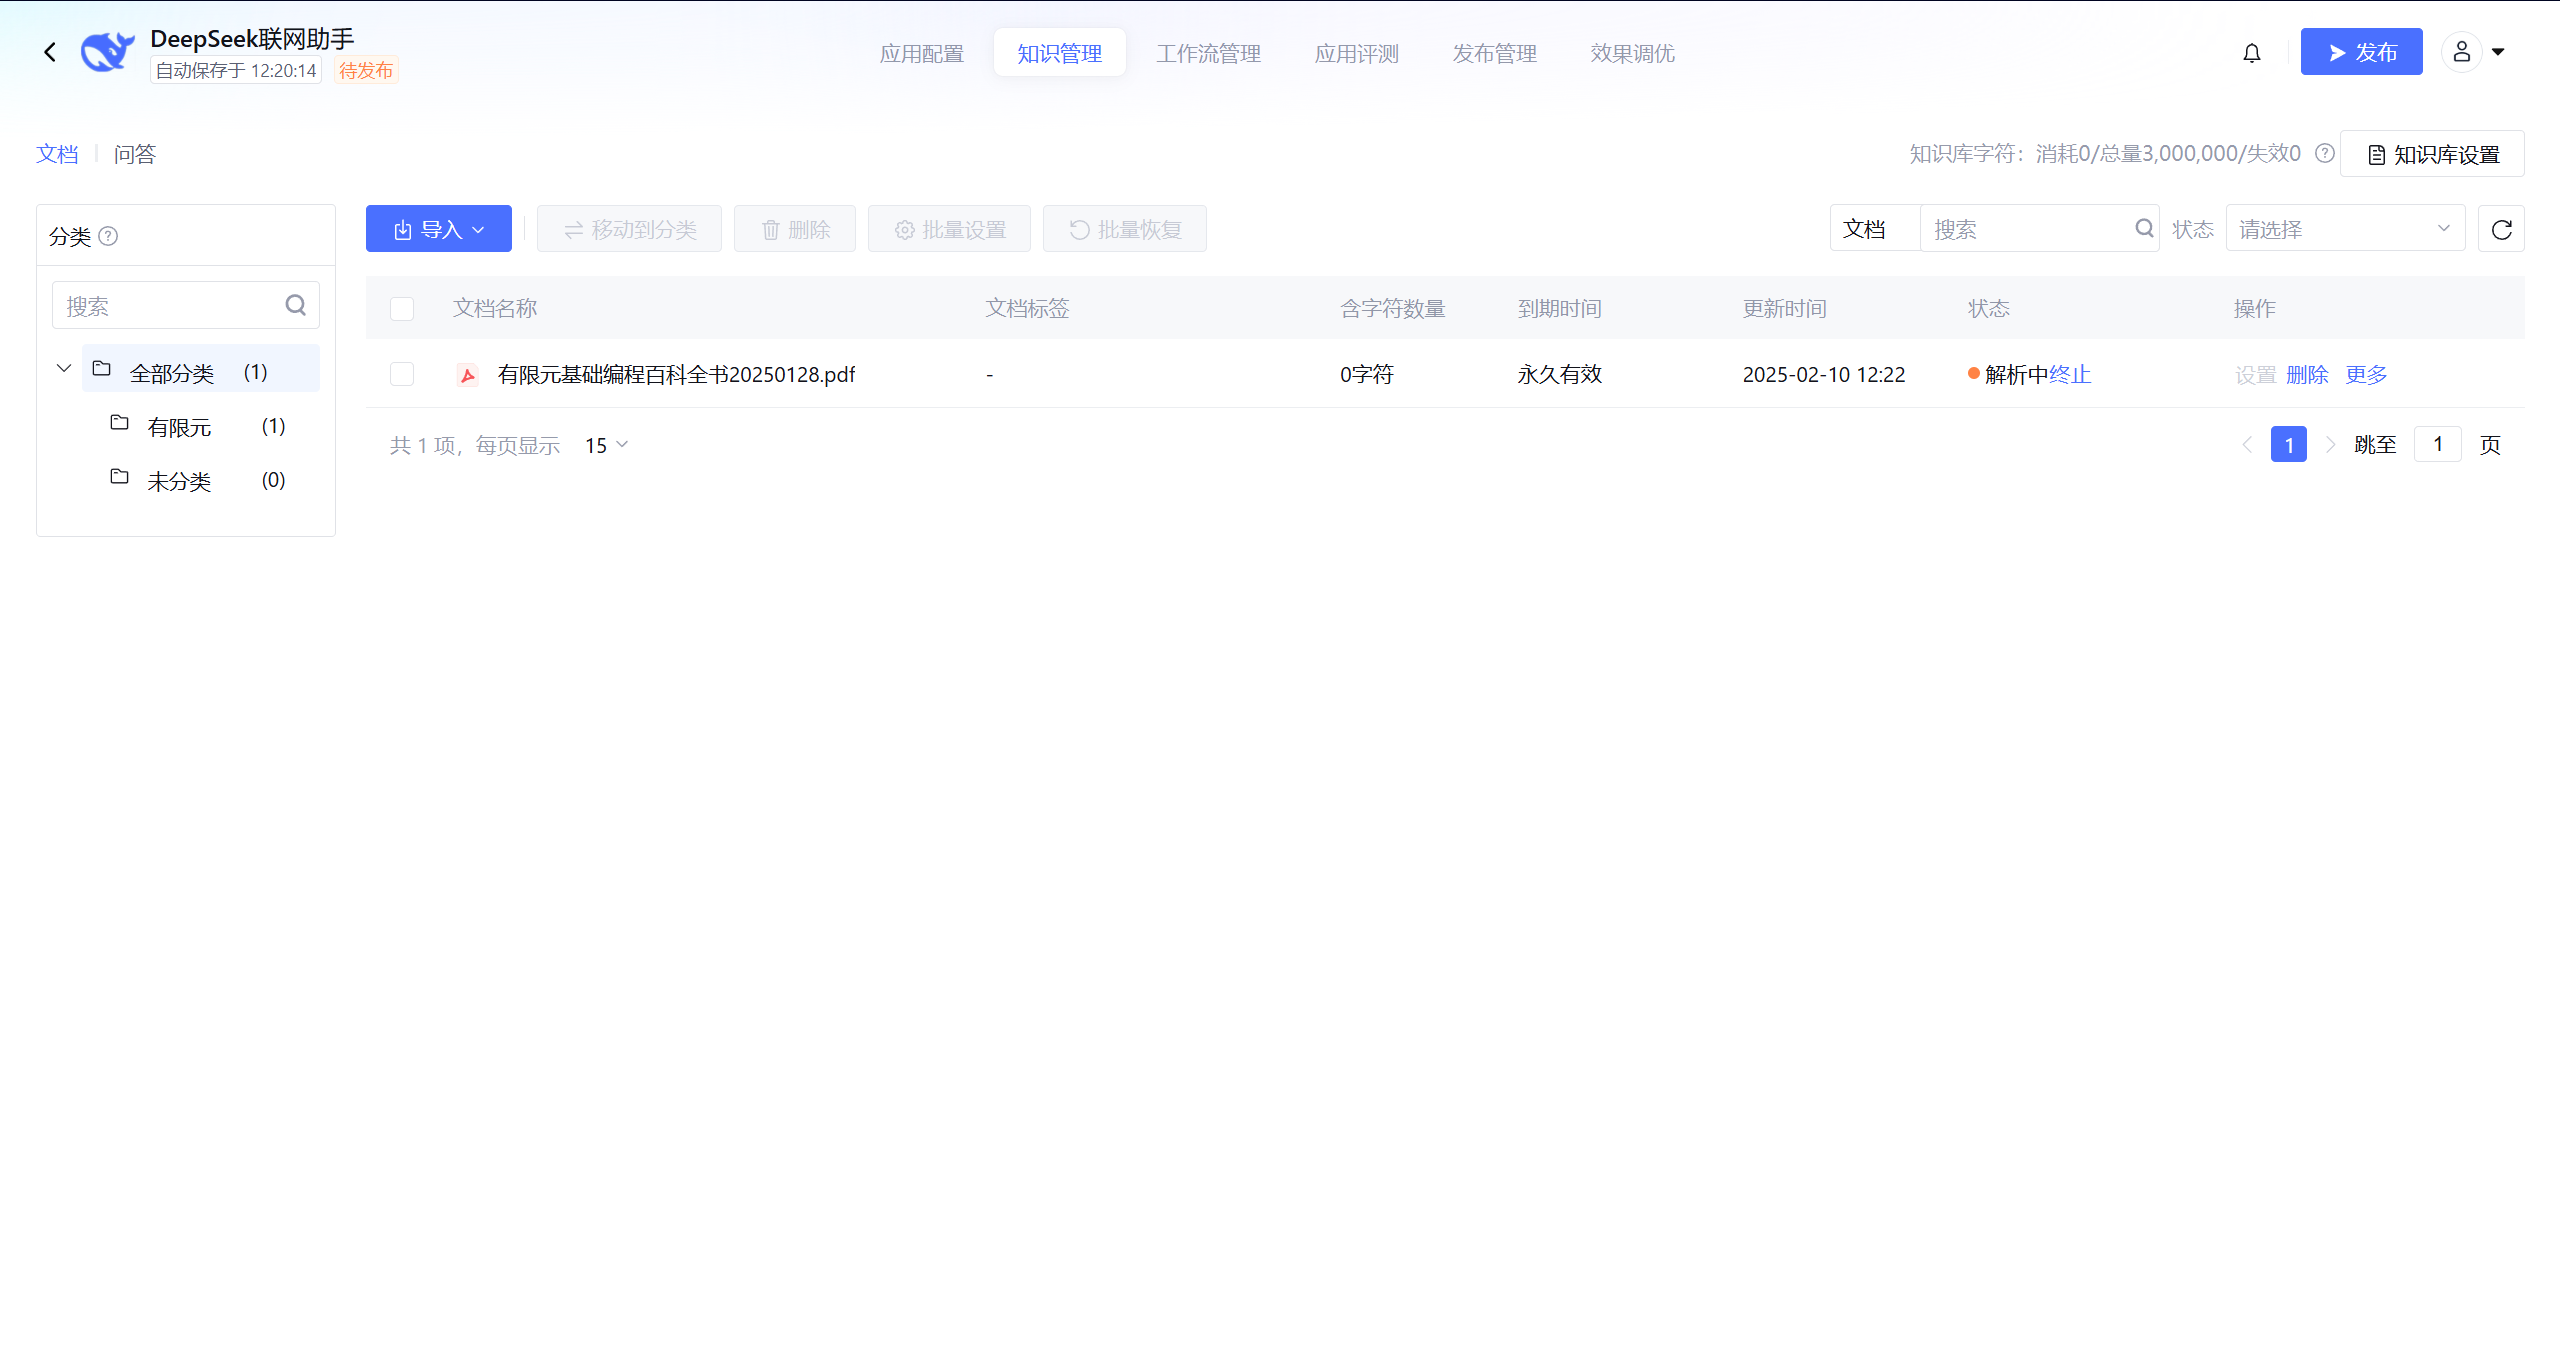 DeepSeek联网助手
自动保存于 12:20:14 待发布
应用配置 知识管理 工作流管理 应用评测 发布管理 效果调优
发布
文档 问答
知识库字符：消耗0/总量3,000,000/失效0 知识库设置
分类
搜索
全部分类 (1)
有限元 (1)
未分类 (0)
导入 移动到分类 删除 批量设置 批量恢复
文档 搜索 状态 请选择
文档名称 文档标签 含字符数量 到期时间 更新时间 状态 操作
有限元基础编程百科全书20250128.pdf - 0字符 永久有效 2025-02-10 12:22 解析中终止 设置 删除 更多
共 1 项，每页显示 15
1 跳至 1 页